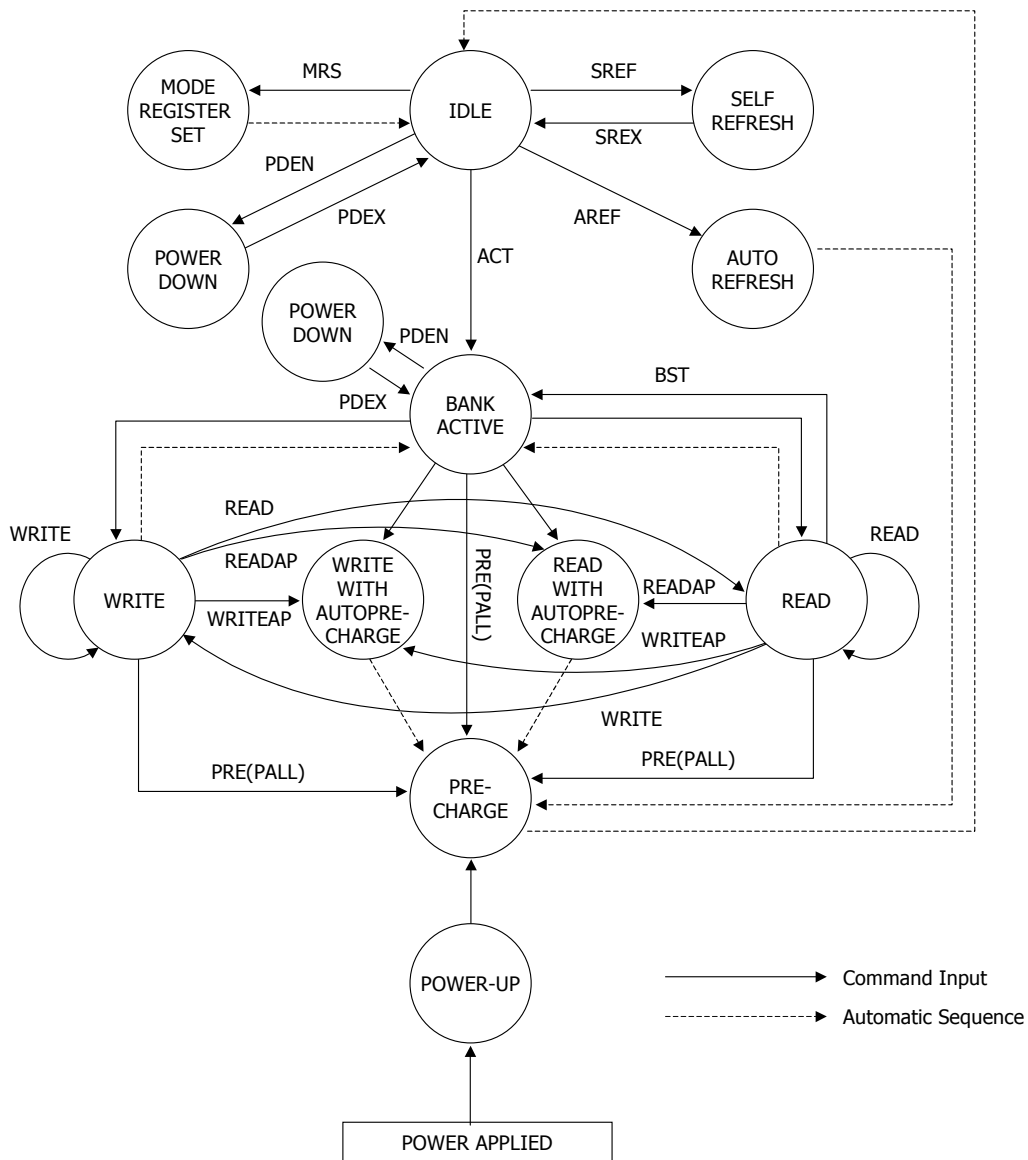 MRS
SREF
MODE
REGISTER
SET
IDLE
SELF
REFRESH
SREX
PDEN
PDEX
AREF
POWER
DOWN
ACT
AUTO
REFRESH
POWER
DOWN
PDEN
BST
PDEX
BANK
ACTIVE
WRITE
READ
READ
READAP
WRITE
WITH
AUTOPRE-
CHARGE
PRE(PALL)
READ
WITH
AUTOPRE-
CHARGE
READAP
WRITE
WRITEAP
READ
WRITEAP
WRITE
PRE(PALL)
PRE(PALL)
PRE-
CHARGE
POWER-UP
Command Input
Automatic Sequence
POWER APPLIED